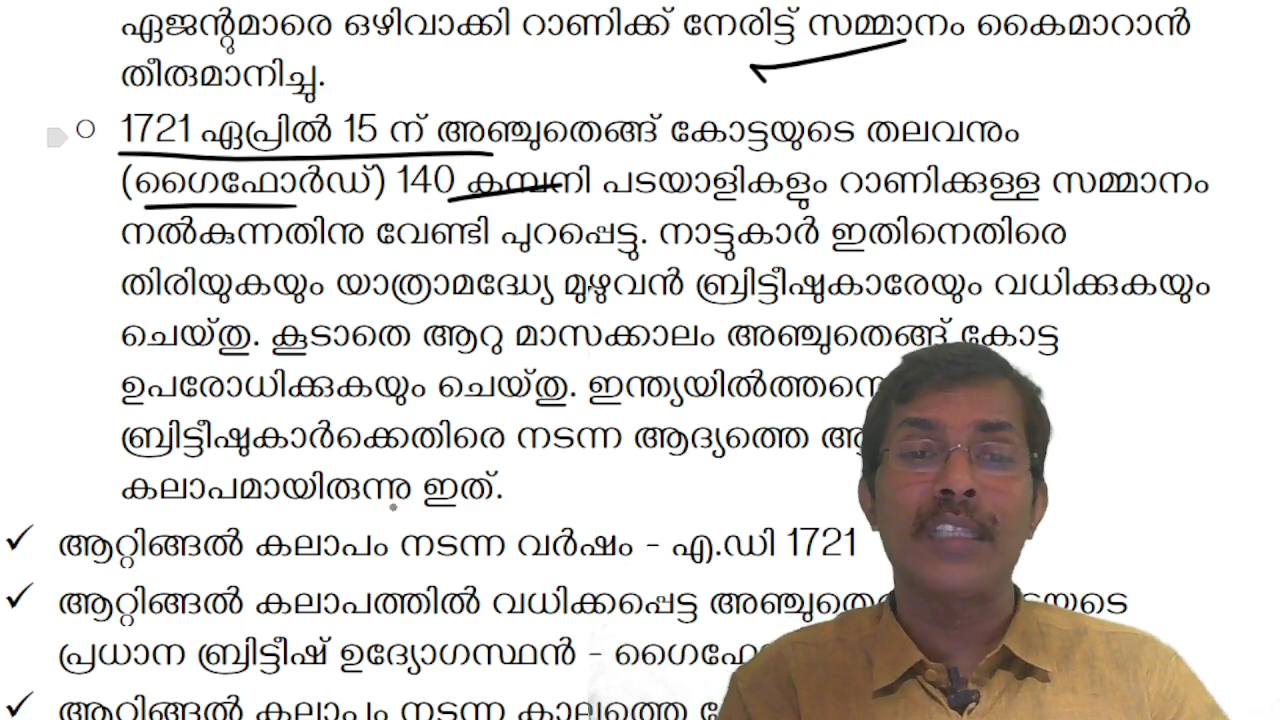 ഏജന്റുമാരെ ഒഴിവാക്കി റാണിക്ക് നേരിട്ട് സമ്മാനം കൈമാറാൻ
തീരുമാനിച്ചു.
1721 ഏപ്രിൽ 15 ന് അഞ്ചുതെങ്ങ് കോട്ടയുടെ തലവനും
(ഗൈഫോർഡ്) 140 കമ്പനി പടയാളികളും റാണിക്കുള്ള സമ്മാനം
നൽകുന്നതിനു വേണ്ടി പുറപ്പെട്ടു. നാട്ടുകാർ ഇതിനെതിരെ
തിരിയുകയും യാത്രാമദ്ധ്യേ മുഴുവൻ ബ്രിട്ടീഷുകാരേയും വധിക്കുകയും
ചെയ്തു. കൂടാതെ ആറു മാസക്കാലം അഞ്ചുതെങ്ങ് കോട്ട
ഉപരോധിക്കുകയും ചെയ്തു. ഇന്ത്യയിൽത്തന്നെ
ബ്രിട്ടീഷുകാർക്കെതിരെ നടന്ന ആദ്യത്തെ
കലാപമായിരുന്നു ഇത്.
✓ ആറ്റിങ്ങൽ കലാപം നടന്ന വർഷം - എ.ഡി 1721
✓ ആറ്റിങ്ങൽ കലാപത്തിൽ വധിക്കപ്പെട്ട
പ്രധാന ബ്രിട്ടീഷ് ഉദ്യോഗസ്ഥൻ -
✓ ആറ്റിങ്ങൽ കലാപം നടന്ന കാലത്തെ